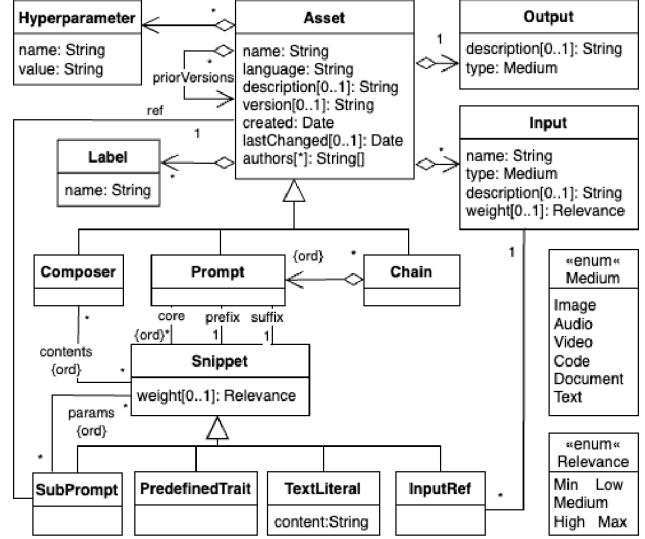 Hyperparameter
name: String
value: String
*
Asset
name: String
language: String
description[0..1]: String
version[0..1]: String
created: Date
lastChanged[0..1]: Date
authors[*]: String[]
*
priorVersions
1
Output
description[0..1]: String
type: Medium
ref
1
Label
name: String
*
*
Input
name: String
type: Medium
description[0..1]: String
weight[0..1]: Relevance
1
Composer
Prompt
{ord}
*
Chain
*
contents
{ord}
*
core
{ord}*
prefix
1
suffix
1
Snippet
weight[0..1]: Relevance
params
{ord}
*
*
SubPrompt
PredefinedTrait
TextLiteral
content:String
InputRef
*
«enum«
Medium
Image
Audio
Video
Code
Document
Text
«enum«
Relevance
Min Low
Medium
High Max